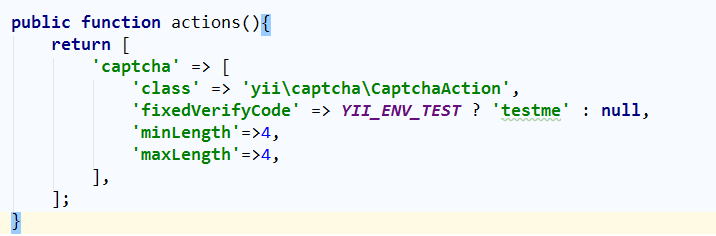 public function actions(){
    return [
        'captcha' => [
            'class' => 'yii\captcha\CaptchaAction',
            'fixedVerifyCode' => YII_ENV_TEST ? 'testme' : null,
            'minLength'=>4,
            'maxLength'=>4,
        ],
    ];
}